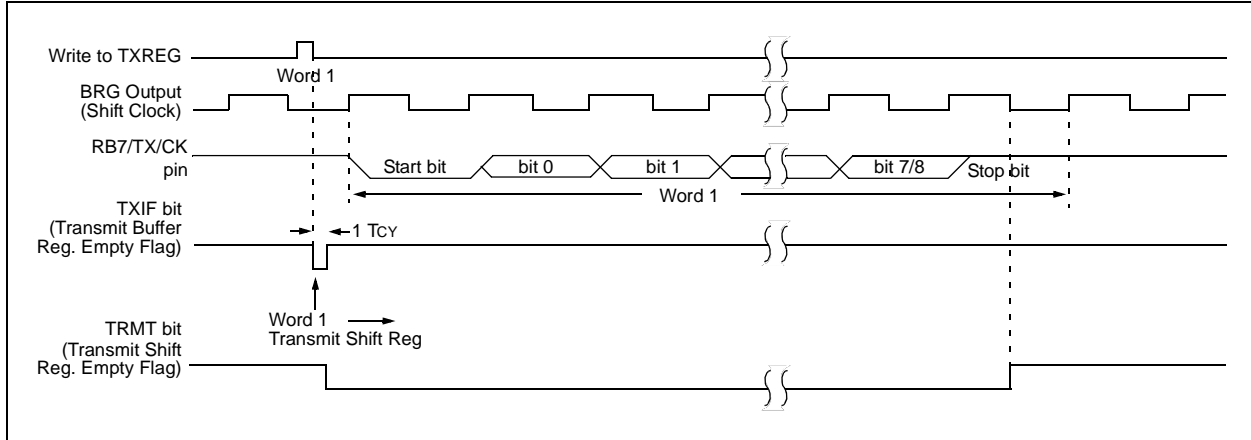 Write to TXREG
Word 1
BRG Output
(Shift Clock)
RB7/TX/CK
pin
Start bit
bit 0
bit 1
bit 7/8
Stop bit
Word 1
TXIF bit
(Transmit Buffer
Reg. Empty Flag)
1 TCY
Word 1
Transmit Shift Reg
TRMT bit
(Transmit Shift
Reg. Empty Flag)